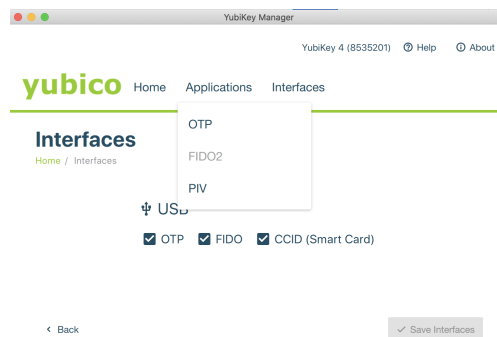 YubiKey Manager
YubiKey 4 (8535201) Help About
yubico Home Applications Interfaces
OTP
FIDO2
PIV
Interfaces
Home / Interfaces
USB
OTP FIDO CCID (Smart Card)
Back Save Interfaces